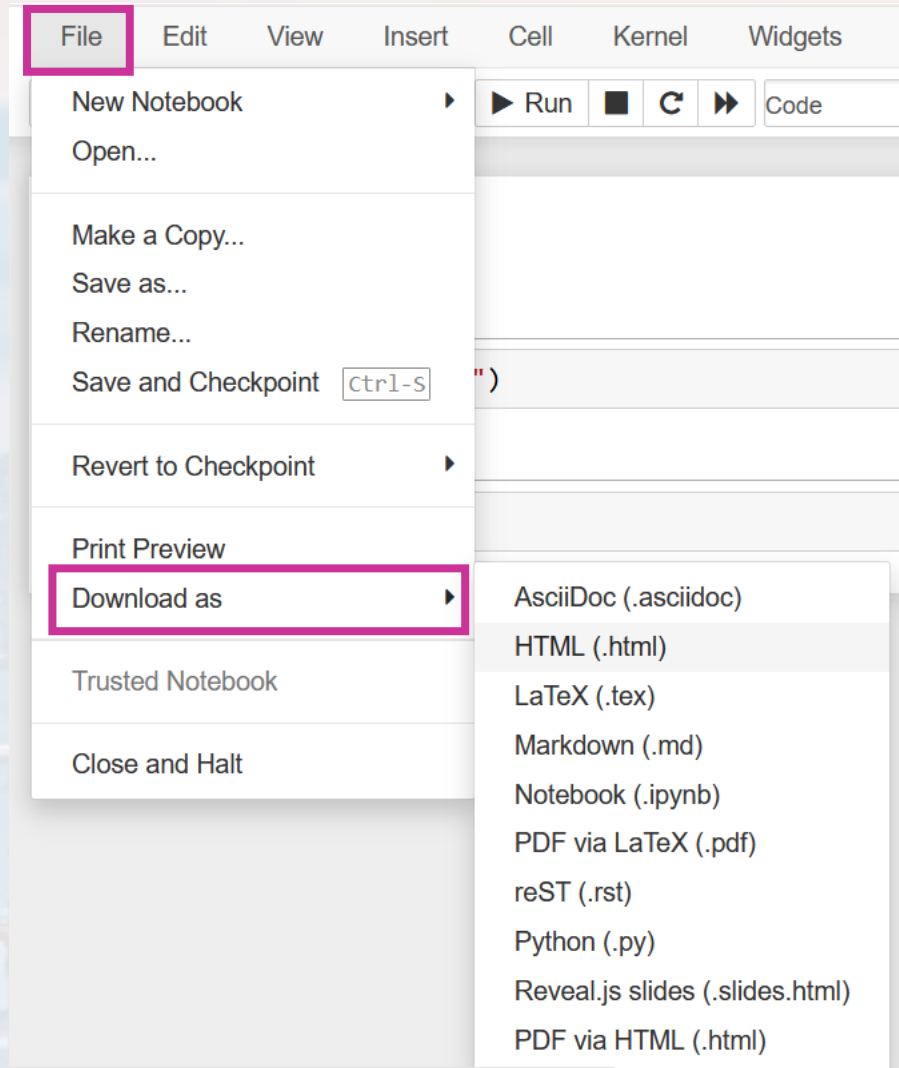 File Edit View Insert Cell Kernel Widgets
New Notebook
Run
Code
Open...
Make a Copy...
Save as...
Rename...
Save and Checkpoint Ctrl-S
")
Revert to Checkpoint
Print Preview
Download as
Trusted Notebook
Close and Halt
AsciiDoc (.asciidoc)
HTML (.html)
LaTeX (.tex)
Markdown (.md)
Notebook (.ipynb)
PDF via LaTeX (.pdf)
reST (.rst)
Python (.py)
Reveal.js slides (.slides.html)
PDF via HTML (.html)